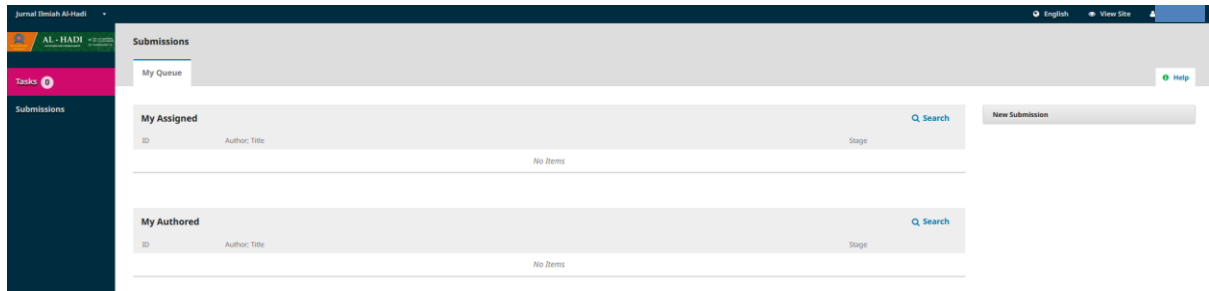 Jurnal Ilmiah Al-Hadi
English View Site
AL - HADI
Submissions
My Queue
Tasks 0
Help
Submissions
My Assigned Search
New Submission
ID Author; Title Stage
No Items
My Authored Search
ID Author; Title Stage
No Items